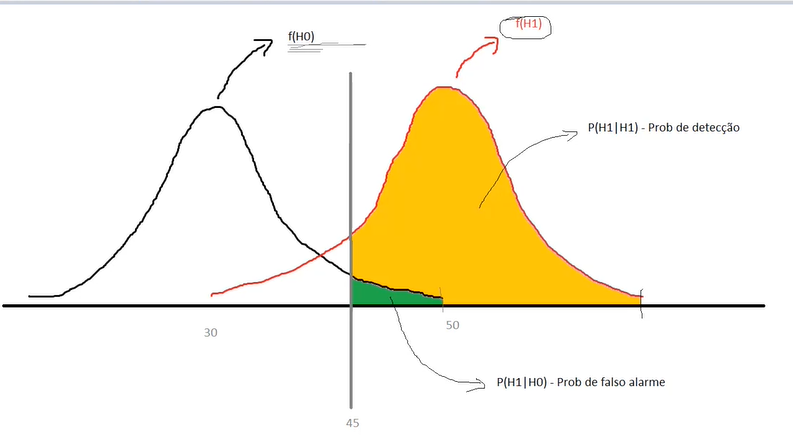 f(H1)
f(H0)
P(H1|H1) - Prob de detecção
30
50
P(H1|H0) - Prob de falso alarme
45